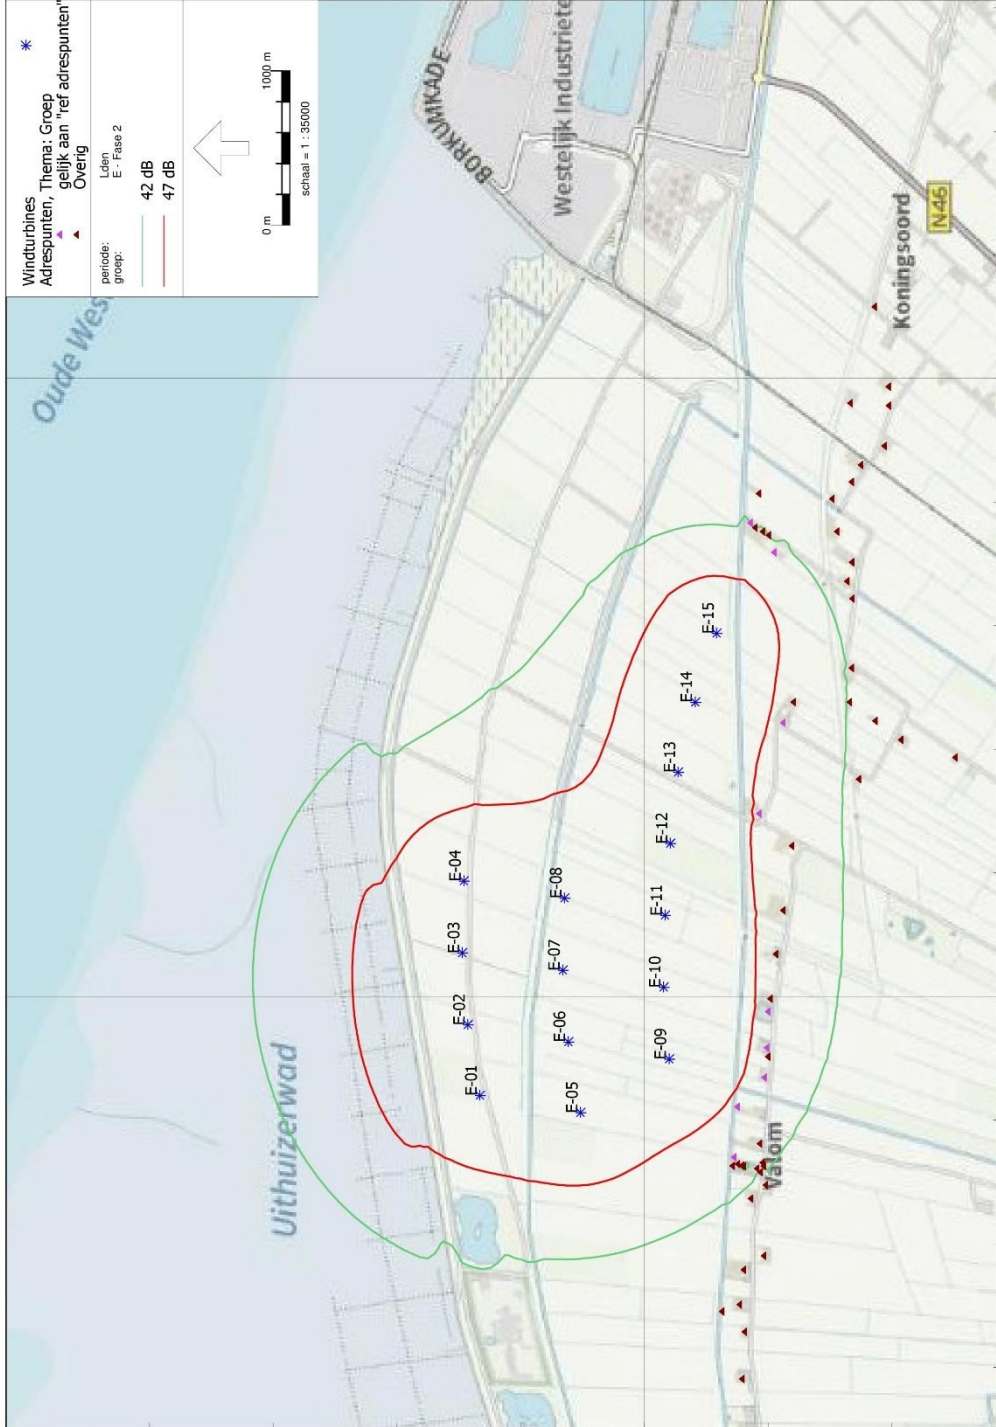 Windturbines
Adrespunten, Thema: Groep
gelijk aan "ref adrespunten"
Overig
periode: Lden
groep: E - Fase 2
42 dB
47 dB
0 m 1000 m
schaal = 1 : 35000
Oude Wes
BORKUMKADE
Westelijk Industriete
Uithuizerwad
Koningsoord
N46
Valom
E-01
E-02
E-03
E-04
E-05
E-06
E-07
E-08
E-09
E-10
E-11
E-12
E-13
E-14
E-15